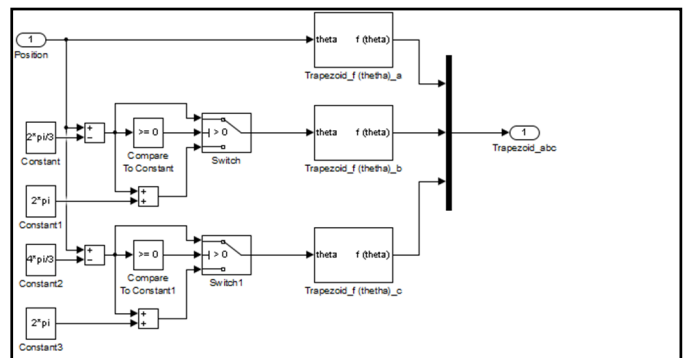 1
Position
theta f (theta)
Trapezoid_f (thetha)_a
2*pi/3
Constant
+
−
>= 0
Compare
To Constant
> 0
Switch
theta f (theta)
Trapezoid_f (thetha)_b
1
Trapezoid_abc
2*pi
Constant1
+
+
4*pi/3
Constant2
+
−
>= 0
Compare
To Constant1
> 0
Switch1
theta f (theta)
Trapezoid_f (thetha)_c
2*pi
Constant3
+
+